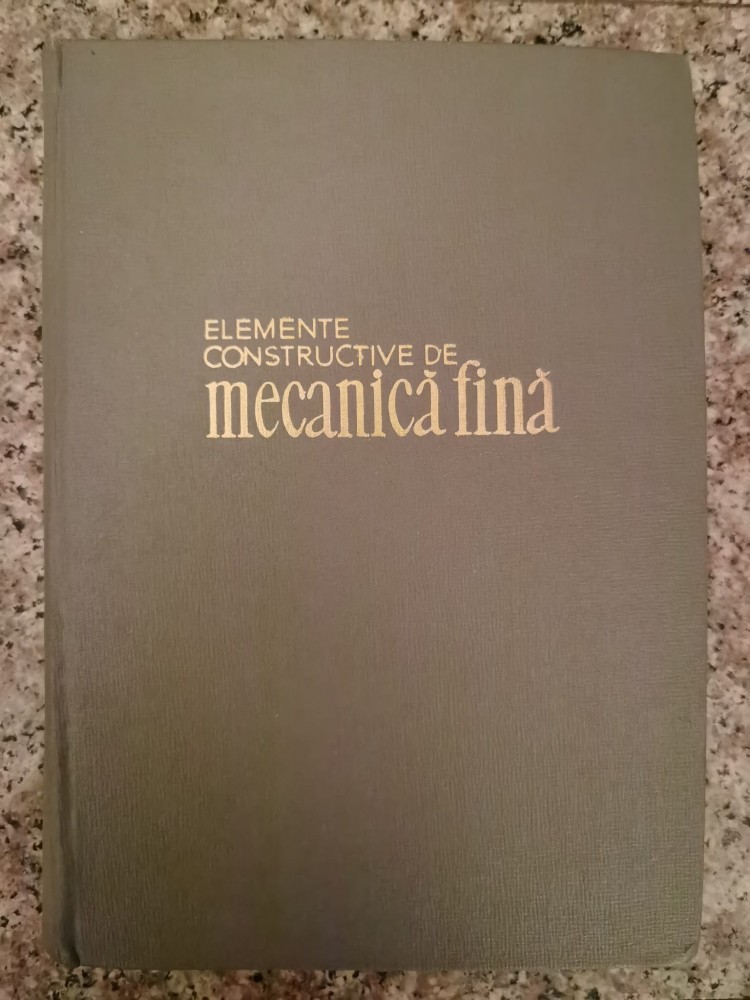 ELEMENTE
CONSTRUCTIVE DE
mecanică fină